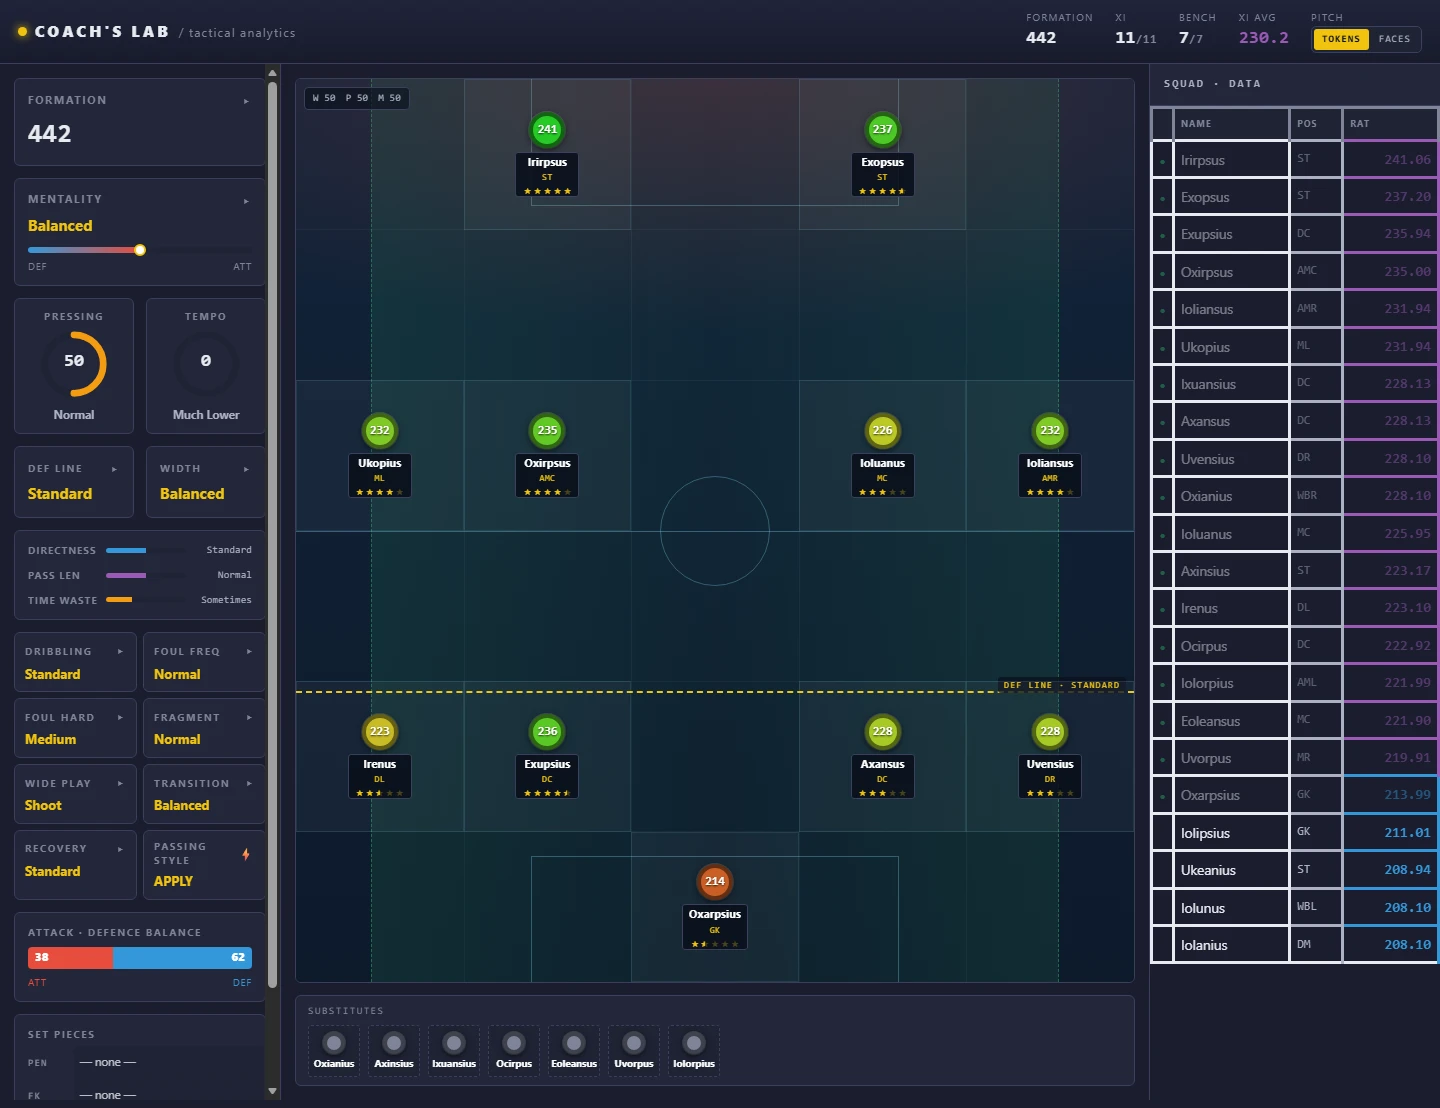 COACH'S LAB / tactical analytics
FORMATION
442
XI
11/11
BENCH
7/7
XI AVG
230.2
PITCH
TOKENS FACES
FORMATION
442
MENTALITY
Balanced
DEF ATT
PRESSING
50
Normal
TEMPO
0
Much Lower
DEF LINE
Standard
WIDTH
Balanced
DIRECTNESS Standard
PASS LEN Normal
TIME WASTE Sometimes
DRIBBLING
Standard
FOUL FREQ
Normal
FOUL HARD
Medium
FRAGMENT
Normal
WIDE PLAY
Shoot
TRANSITION
Balanced
RECOVERY
Standard
PASSING
STYLE
APPLY
ATTACK · DEFENCE BALANCE
38 62
ATT DEF
SET PIECES
PEN — none —
FK — none —
W 50 P 50 M 50
241
Irirpsus
ST
237
Exopsus
ST
232
Ukopius
ML
235
Oxirpsus
AMC
226
Ioluanus
MC
232
Ioliansus
AMR
DEF LINE · STANDARD
223
Irenus
DL
236
Exupsius
DC
228
Axansus
DC
228
Uvensius
DR
214
Oxarpsius
GK
SUBSTITUTES
Oxianius Axinsius Ixuansius Ocirpus Eoleansus Uvorpus Iolorpius
SQUAD · DATA
NAME POS RAT
Irirpsus ST 241.06
Exopsus ST 237.20
Exupsius DC 235.94
Oxirpsus AMC 235.00
Ioliansus AMR 231.94
Ukopius ML 231.94
Ixuansius DC 228.13
Axansus DC 228.13
Uvensius DR 228.10
Oxianius WBR 228.10
Ioluanus MC 225.95
Axinsius ST 223.17
Irenus DL 223.10
Ocirpus DC 222.92
Iolorpius AML 221.99
Eoleansus MC 221.90
Uvorpus MR 219.91
Oxarpsius GK 213.99
Iolipsius GK 211.01
Ukeanius ST 208.94
Iolunus WBL 208.10
Iolanius DM 208.10